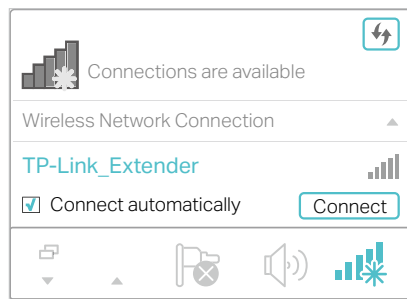 Connections are available
Wireless Network Connection
TP-Link_Extender
Connect automatically
Connect